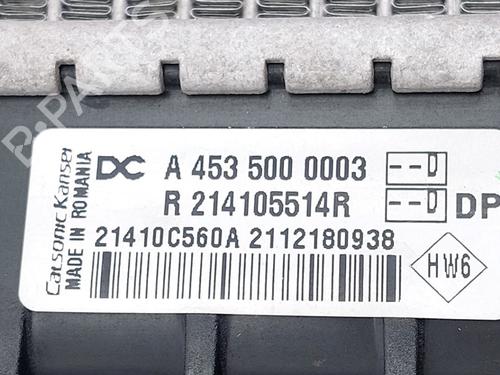 B-PARTS
Calsonic Kansei
MADE IN ROMANIA
DC A 453 500 0003 --D
R 214105514R --D DP
21410C560A 2112180938
HW6